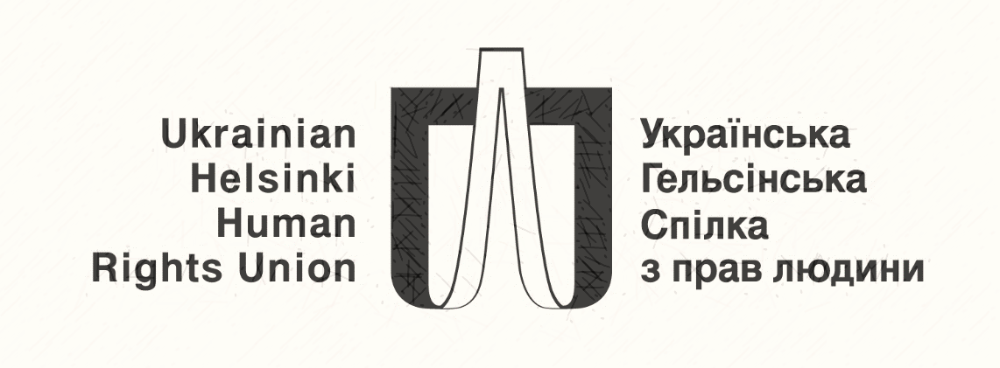 Ukrainian
Helsinki
Human
Rights Union
Українська
Гельсінська
Спілка
з прав людини